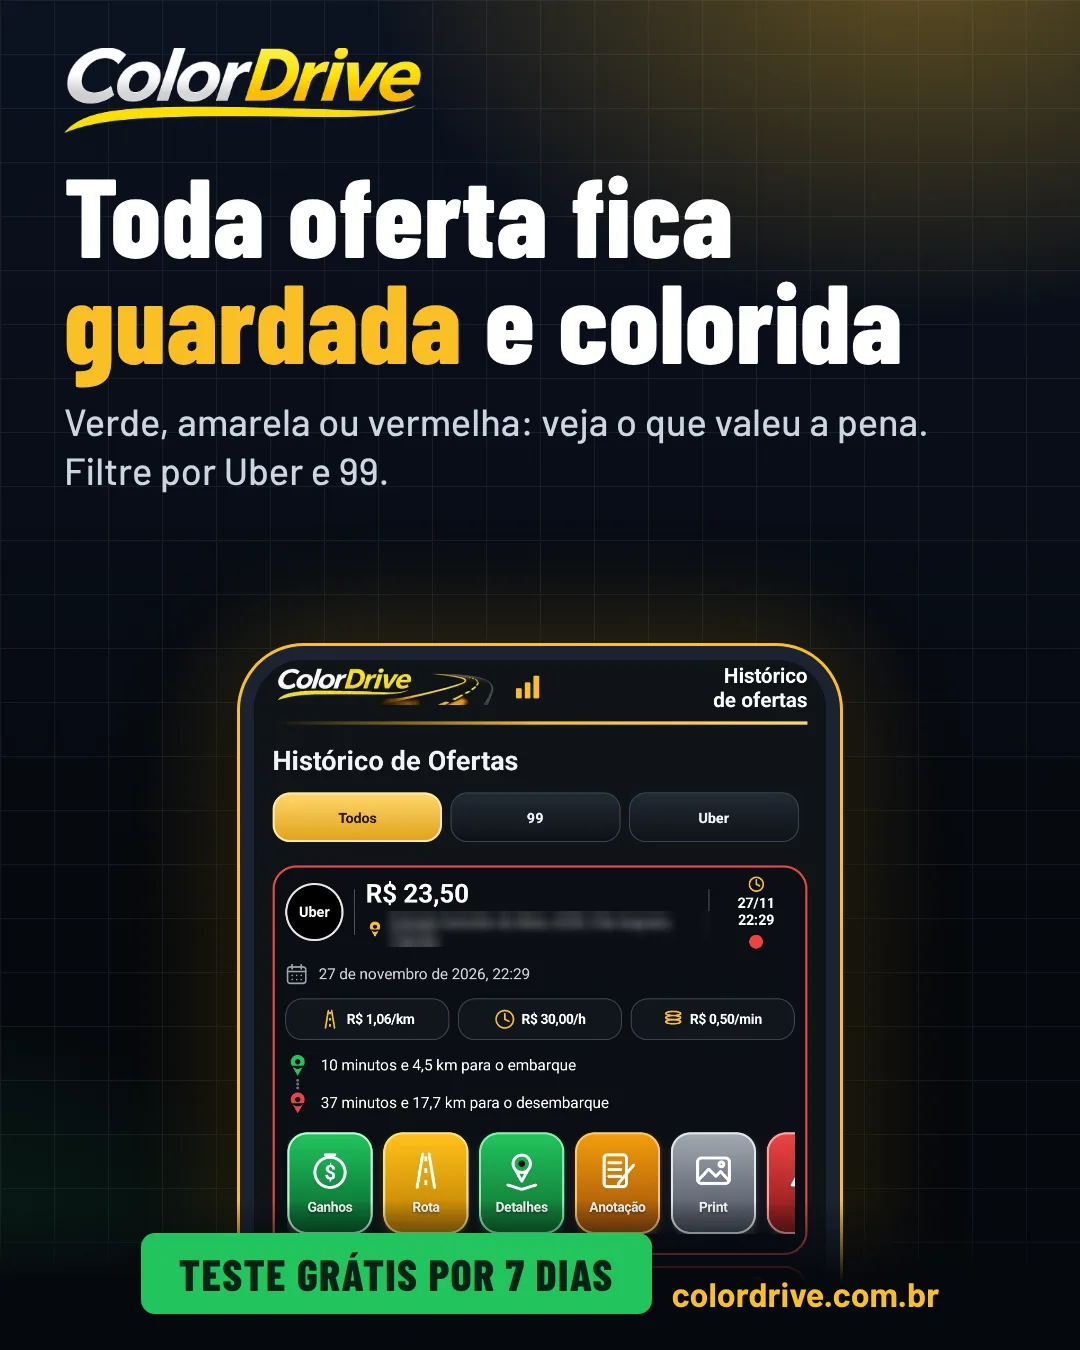 ColorDrive
Toda oferta fica
guardada e colorida
Verde, amarela ou vermelha: veja o que valeu a pena.
Filtre por Uber e 99.
ColorDrive
Histórico
de ofertas
Histórico de Ofertas
Todos
99
Uber
Uber
R$ 23,50
27/11
22:29
27 de novembro de 2026, 22:29
R$ 1,06/km
R$ 30,00/h
R$ 0,50/min
10 minutos e 4,5 km para o embarque
37 minutos e 17,7 km para o desembarque
Ganhos
Rota
Detalhes
Anotação
Print
TESTE GRÁTIS POR 7 DIAS
colordrive.com.br